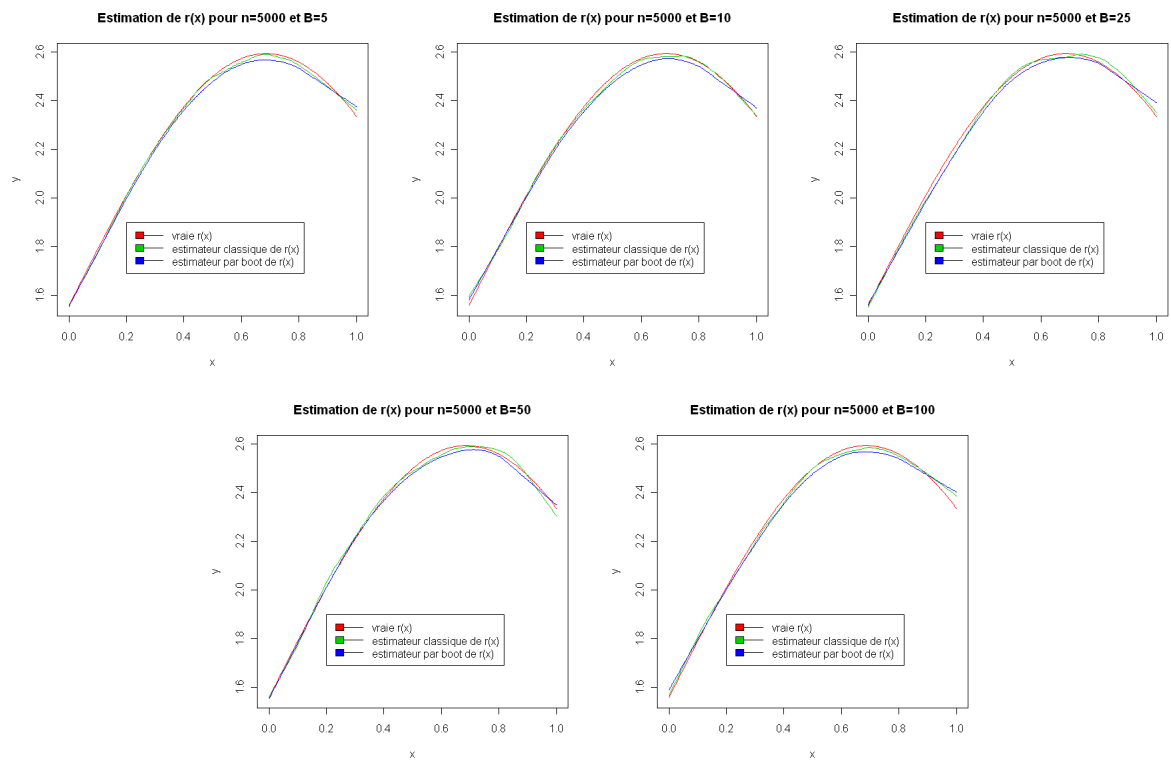 Estimation de r(x) pour n=5000 et B=5
2.6
2.4
2.2
2.0
1.8
1.6
y
vraie r(x)
estimateur classique de r(x)
estimateur par boot de r(x)
0.0 0.2 0.4 0.6 0.8 1.0
x
Estimation de r(x) pour n=5000 et B=10
2.6
2.4
2.2
2.0
1.8
1.6
y
vraie r(x)
estimateur classique de r(x)
estimateur par boot de r(x)
0.0 0.2 0.4 0.6 0.8 1.0
x
Estimation de r(x) pour n=5000 et B=25
2.6
2.4
2.2
2.0
1.8
1.6
y
vraie r(x)
estimateur classique de r(x)
estimateur par boot de r(x)
0.0 0.2 0.4 0.6 0.8 1.0
x
Estimation de r(x) pour n=5000 et B=50
2.6
2.4
2.2
2.0
1.8
1.6
y
vraie r(x)
estimateur classique de r(x)
estimateur par boot de r(x)
0.0 0.2 0.4 0.6 0.8 1.0
x
Estimation de r(x) pour n=5000 et B=100
2.6
2.4
2.2
2.0
1.8
1.6
y
vraie r(x)
estimateur classique de r(x)
estimateur par boot de r(x)
0.0 0.2 0.4 0.6 0.8 1.0
x